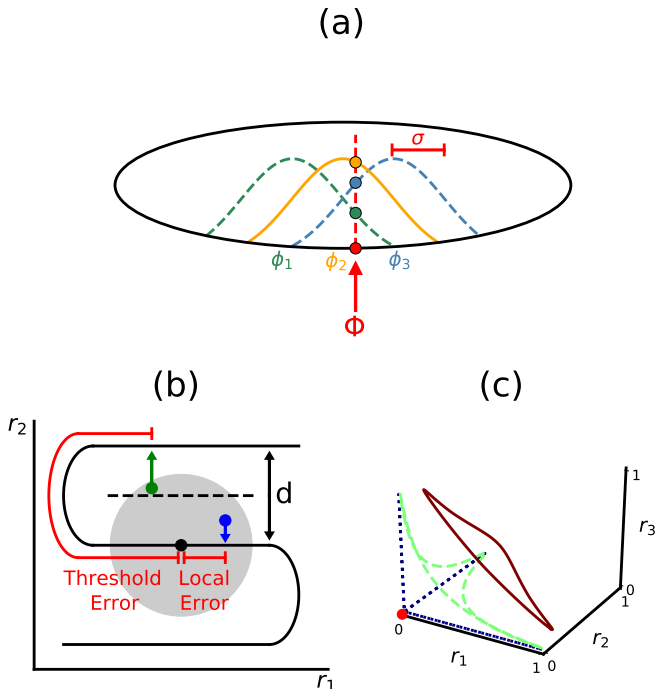 (a)
σ
ϕ₁
ϕ₂
ϕ₃
Φ
(b)
r₂
d
Threshold
Error
Local
Error
r₁
(c)
1
r₃
0
1
0
r₂
r₁
1
0